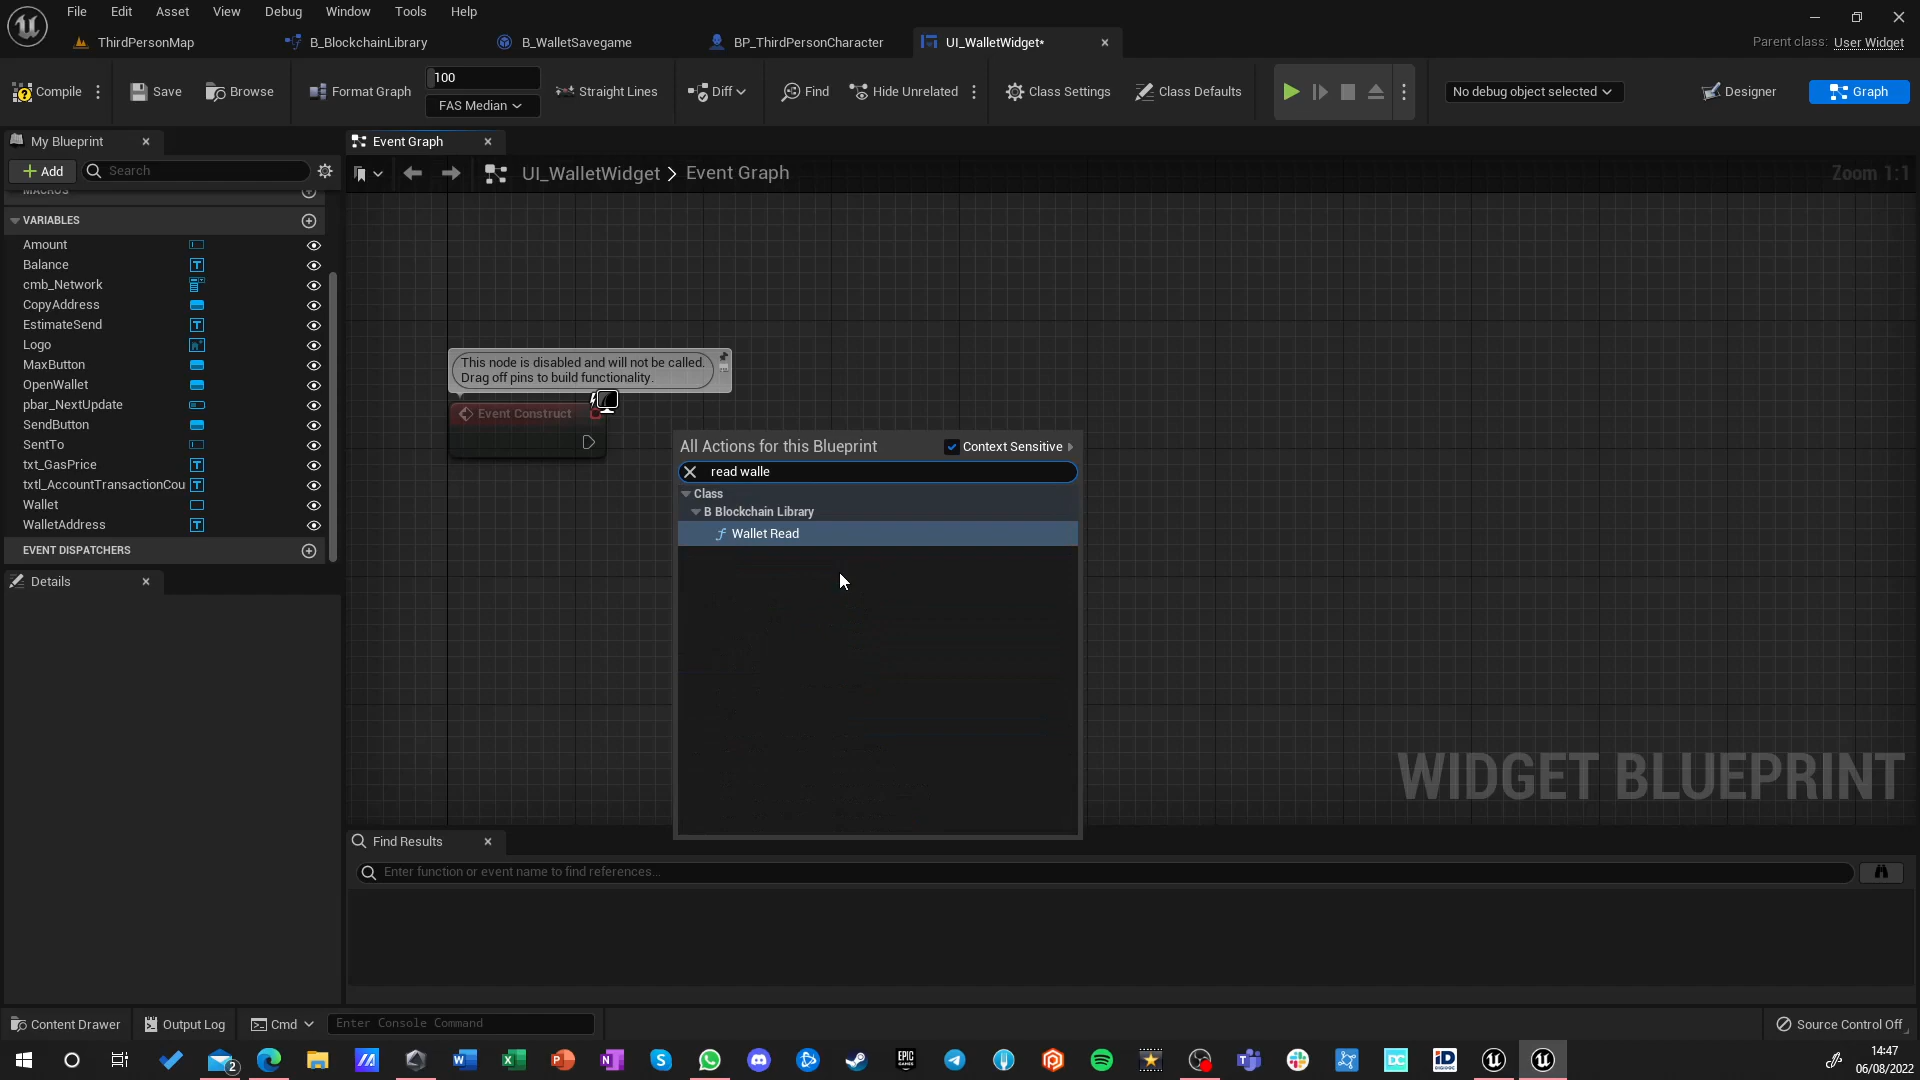 File Edit Asset View Debug Window Tools Help
ThirdPersonMap B_BlockchainLibrary B_WalletSavegame BP_ThirdPersonCharacter UI_WalletWidget* Parent class: User Widget
Compile Save Browse Format Graph 100 FAS Median Straight Lines Diff Find Hide Unrelated Class Settings Class Defaults No debug object selected Designer Graph
My Blueprint
Event Graph
Add Search
UI_WalletWidget > Event Graph Zoom 1:1
MACROS
VARIABLES
Amount
Balance
cmb_Network
CopyAddress
EstimateSend
Logo
MaxButton
OpenWallet
pbar_NextUpdate
SendButton
SentTo
txt_GasPrice
txtl_AccountTransactionCou
Wallet
WalletAddress
EVENT DISPATCHERS
Details
This node is disabled and will not be called.
Drag off pins to build functionality.
Event Construct
All Actions for this Blueprint Context Sensitive
read walle
Class
B Blockchain Library
f Wallet Read
WIDGET BLUEPRINT
Find Results
Enter function or event name to find references...
Content Drawer Output Log Cmd Enter Console Command Source Control Off
2
14:47
06/08/2022